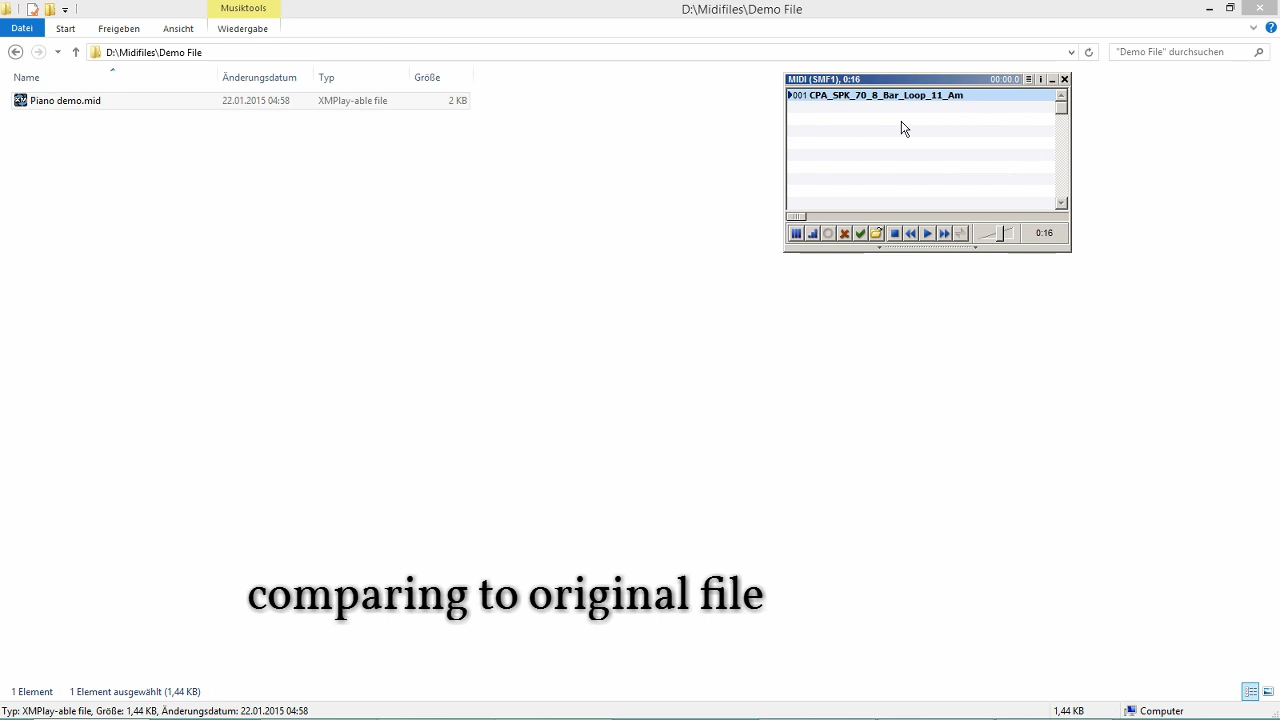 Musiktools
D:\Midifiles\Demo File
Datei Start Freigeben Ansicht Wiedergabe
D:\Midifiles\Demo File
"Demo File" durchsuchen
Name Änderungsdatum Typ Größe
Piano demo.mid 22.01.2015 04:58 XMPlay-able file 2 KB
MIDI (SMF1), 0:16 00:00.0
001 CPA_SPK_70_8_Bar_Loop_11_Am
0:16
comparing to original file
1 Element 1 Element ausgewählt (1,44 KB)
Typ: XMPlay-able file, Größe: 1,44 KB, Änderungsdatum: 22.01.2015 04:58 1,44 KB Computer